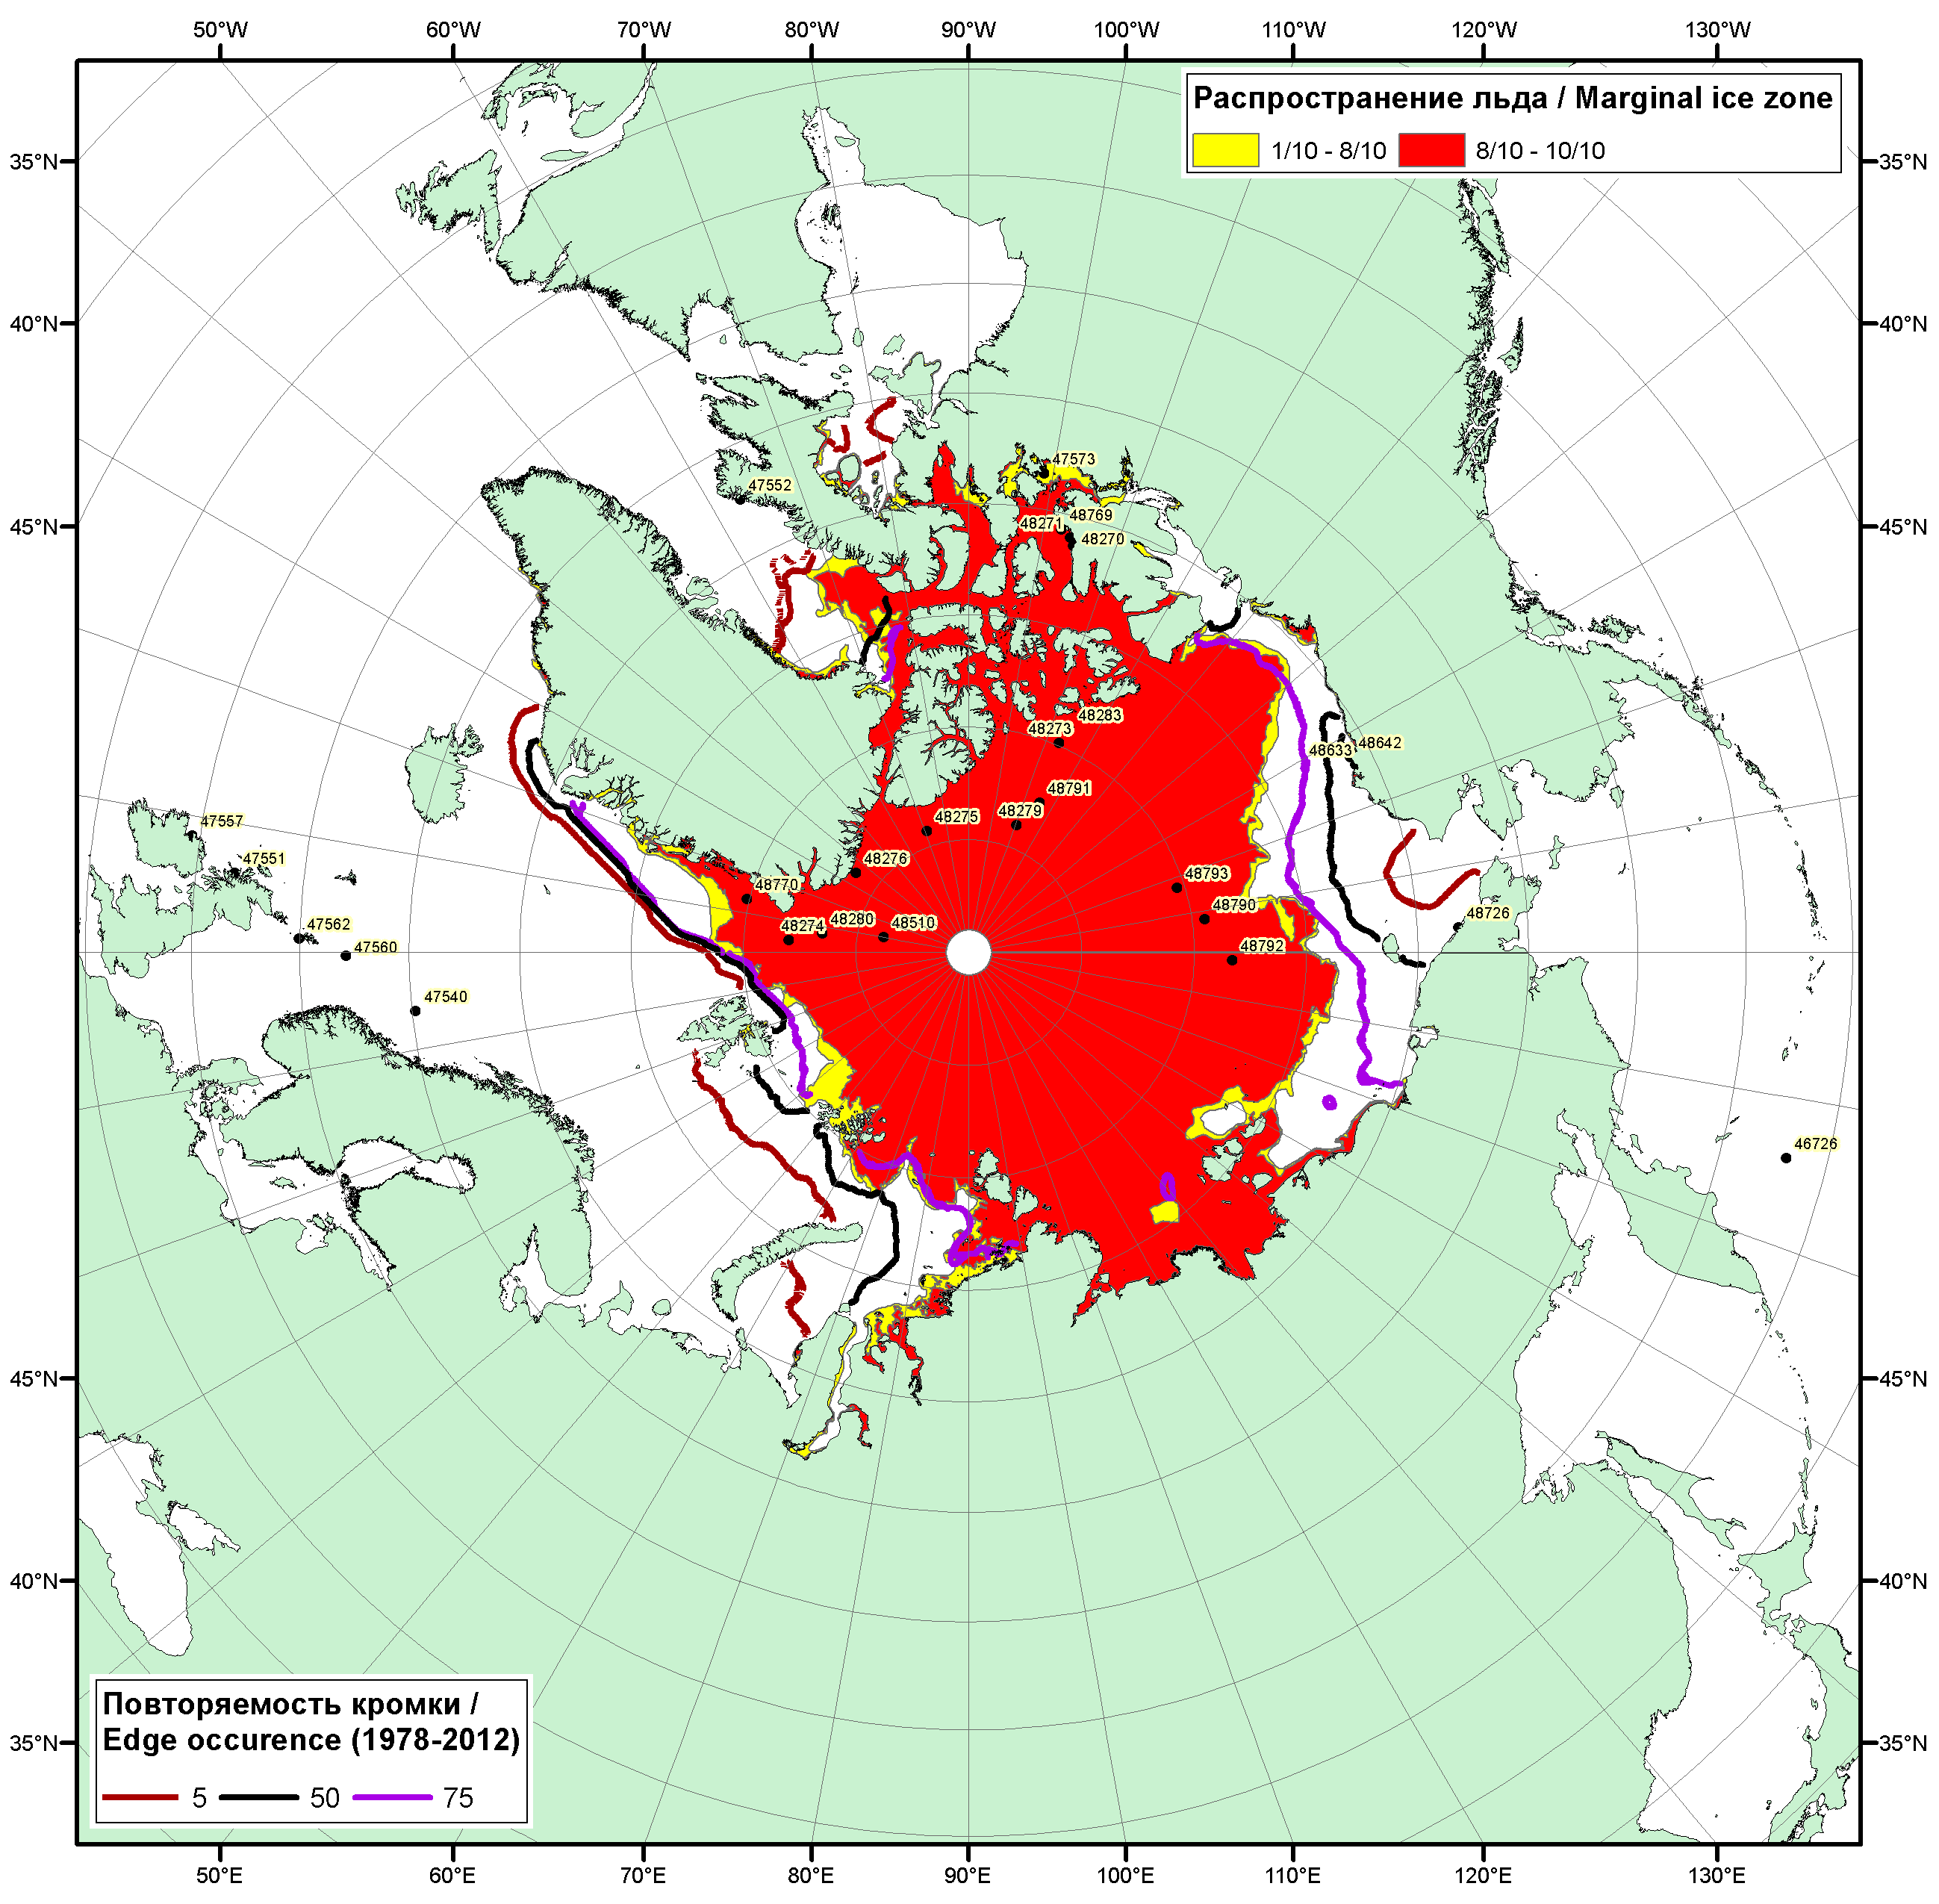 50°W 60°W 70°W 80°W 90°W 100°W 110°W 120°W 130°W
Распространение льда / Marginal ice zone
1/10 - 8/10 8/10 - 10/10
35°N 35°N
40°N 40°N
47573
47552
48769
48271
45°N 45°N
48270
48283
48273
48642
48633
48791
48279
48275
47557
47551
48276
48793
48770
48790
48726
48280
48510
48274
47562
47560
48792
47540
46726
45°N 45°N
40°N 40°N
Повторяемость кромки /
Edge occurence (1978-2012)
35°N 35°N
5 50 75
50°E 60°E 70°E 80°E 90°E 100°E 110°E 120°E 130°E